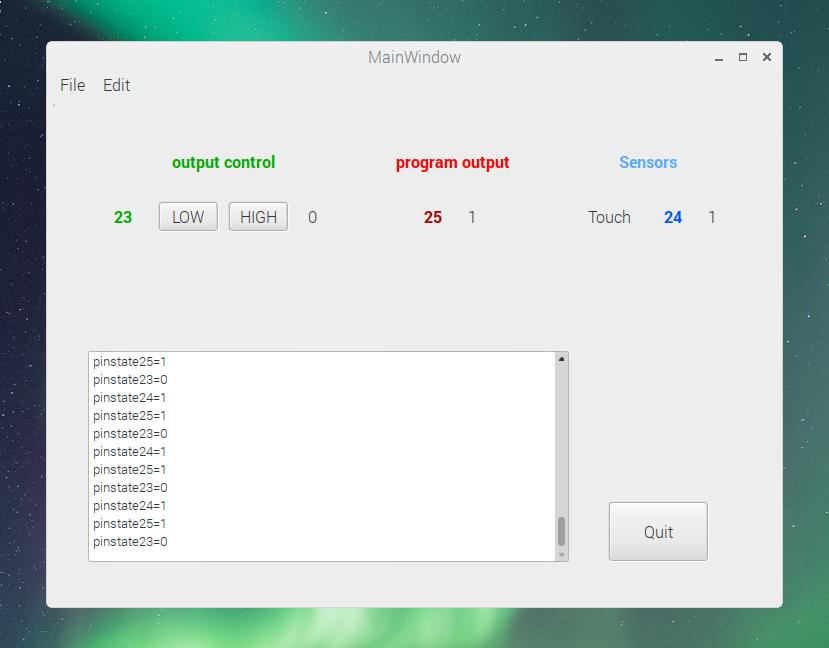 MainWindow
File Edit
output control program output Sensors
23 LOW HIGH 0 25 1 Touch 24 1
pinstate25=1
pinstate23=0
pinstate24=1
pinstate25=1
pinstate23=0
pinstate24=1
pinstate25=1
pinstate23=0
pinstate24=1
pinstate25=1
pinstate23=0
Quit